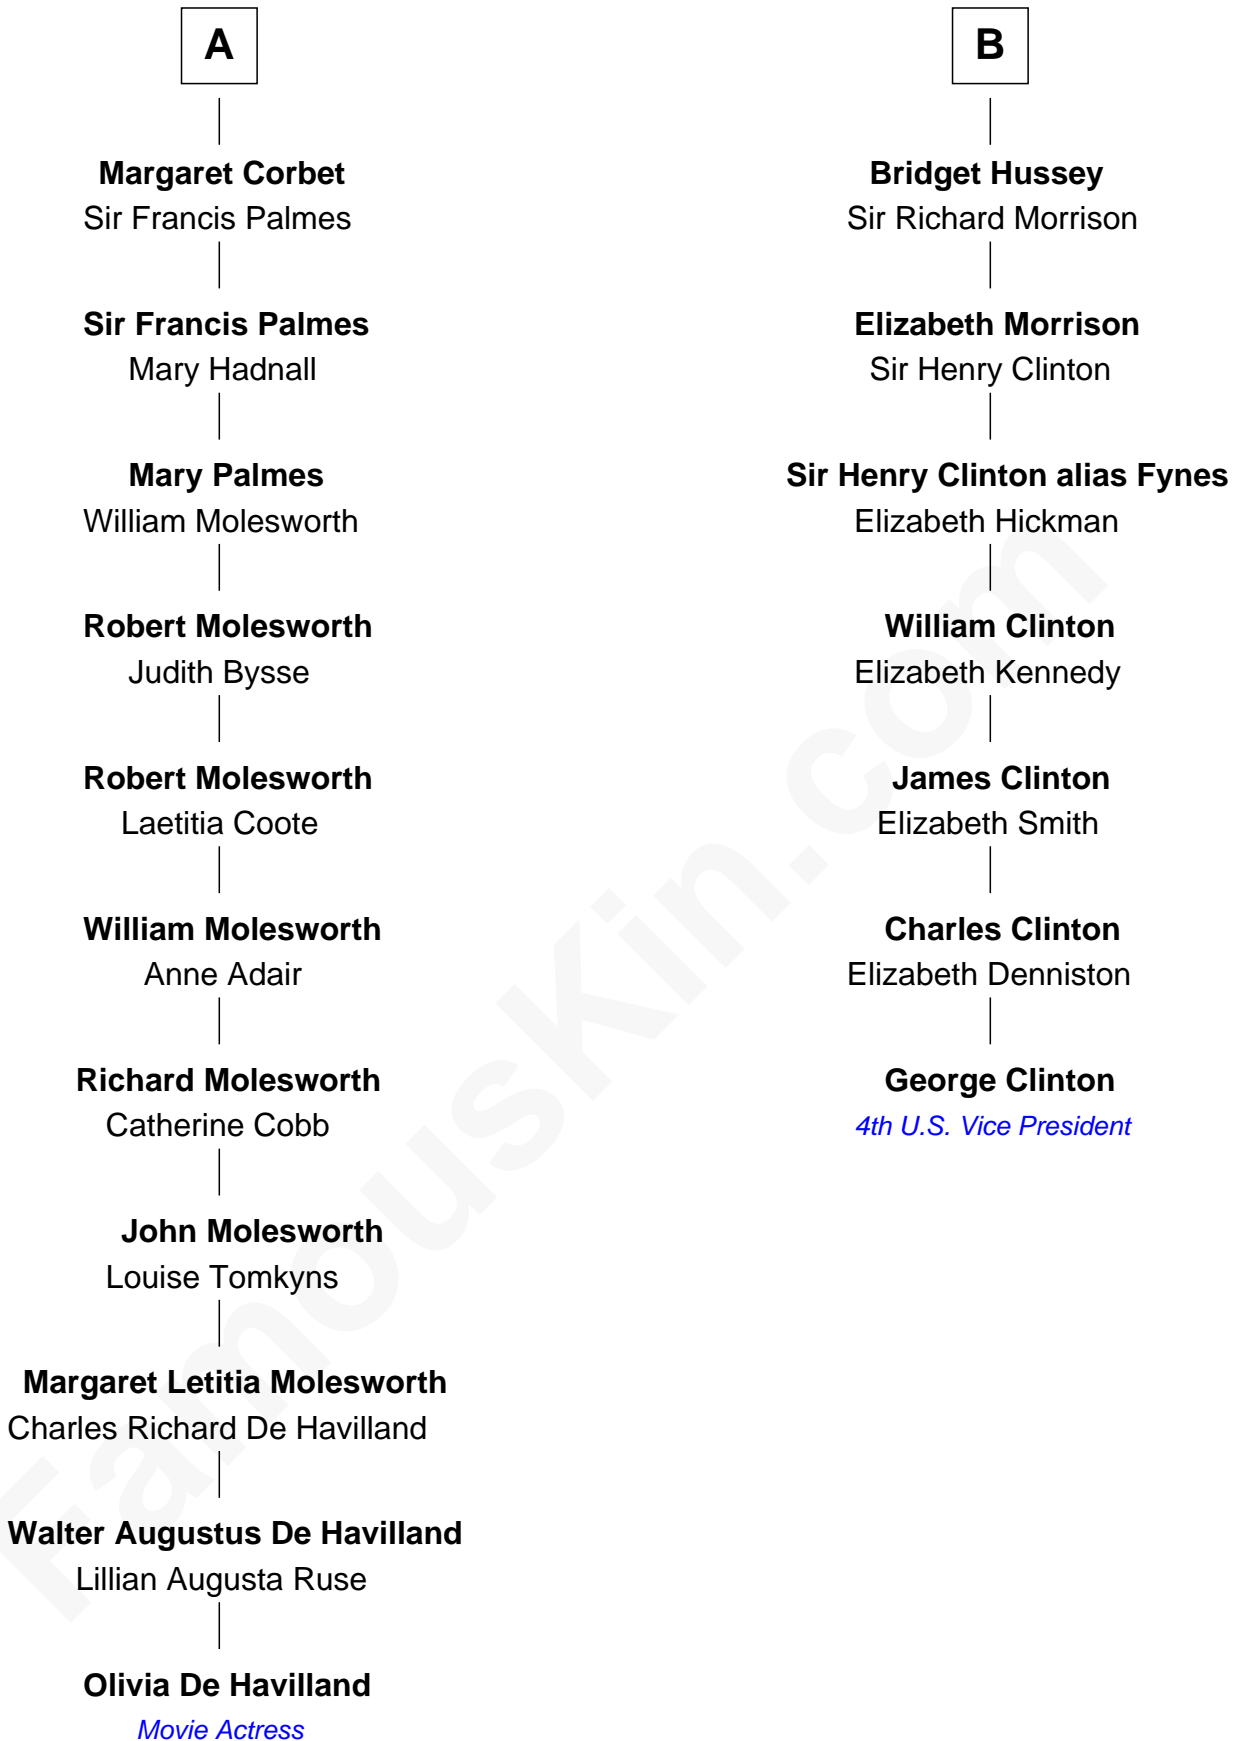 A
Margaret Corbet
Sir Francis Palmes
Sir Francis Palmes
Mary Hadnall
Mary Palmes
William Molesworth
Robert Molesworth
Judith Bysse
Robert Molesworth
Laetitia Coote
William Molesworth
Anne Adair
Richard Molesworth
Catherine Cobb
John Molesworth
Louise Tomkyns
Margaret Letitia Molesworth
Charles Richard De Havilland
Walter Augustus De Havilland
Lillian Augusta Ruse
Olivia De Havilland
Movie Actress
B
Bridget Hussey
Sir Richard Morrison
Elizabeth Morrison
Sir Henry Clinton
Sir Henry Clinton alias Fynes
Elizabeth Hickman
William Clinton
Elizabeth Kennedy
James Clinton
Elizabeth Smith
Charles Clinton
Elizabeth Denniston
George Clinton
4th U.S. Vice President
FamousKin.com